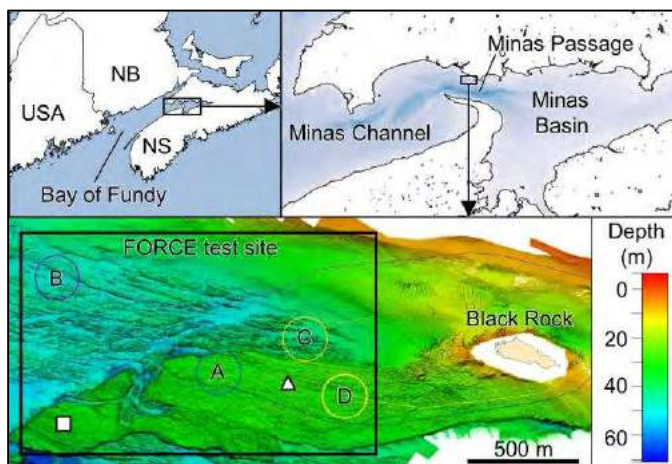 NB
USA
NS
Bay of Fundy
Minas Passage
Minas Channel
Minas
Basin
FORCE test site
B
C
A
D
Black Rock
500 m
Depth
(m)
0
20
40
60